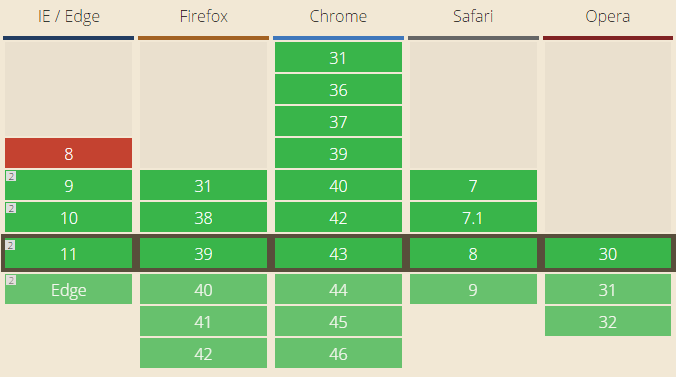 IE / Edge Firefox Chrome Safari Opera
31
36
37
8 39
2 9 31 40 7
2 10 38 42 7.1
2 11 39 43 8 30
2 Edge 40 44 9 31
41 45 32
42 46